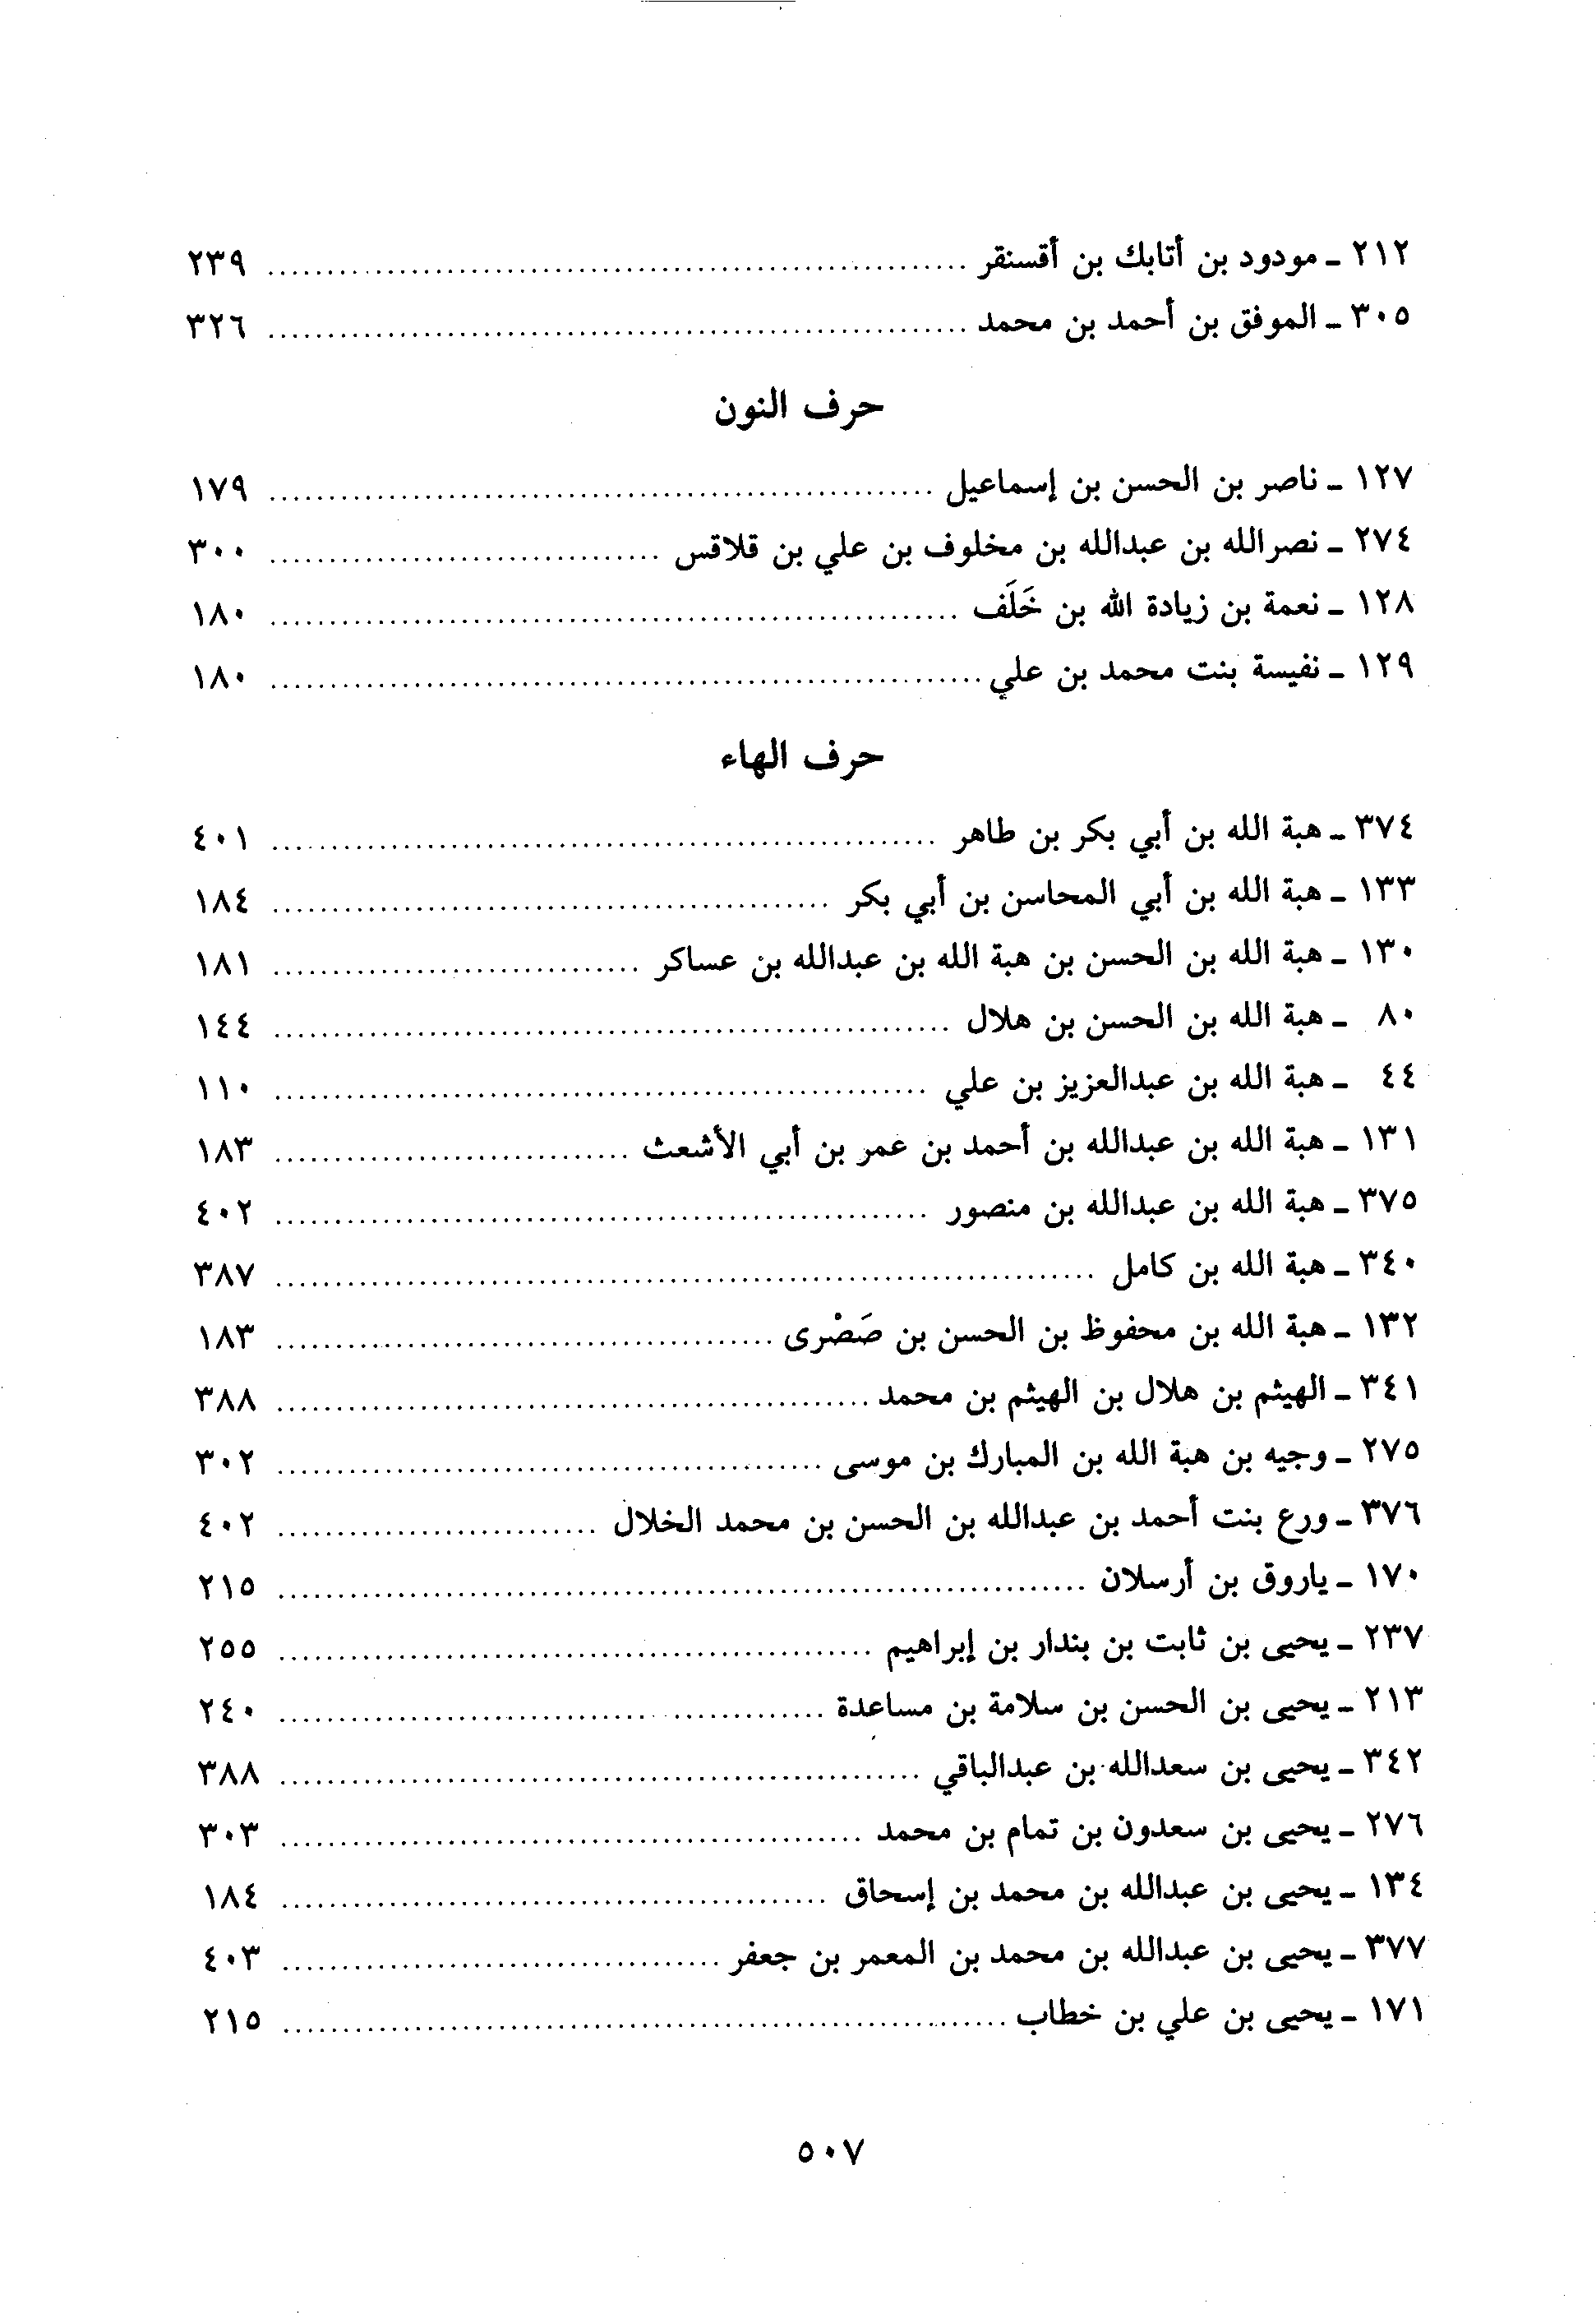 ٢١٢ ـ مودود بن أتابك بن أقسنقر ........ ٢٣٩
٣٠٥ ـ الموفق بن أحمد بن محمد ........ ٣٢٦
حرف النون
١٢٧ ـ ناصر بن الحسن بن إسماعيل ........ ١٧٩
٢٧٤ ـ نصرالله بن عبدالله بن مخلوف بن علي بن قلاقس ........ ٣٠٠
١٢٨ ـ نعمة بن زيادة الله بن خَلَف ........ ١٨٠
١٢٩ ـ نفيسة بنت محمد بن علي ........ ١٨٠
حرف الهاء
٣٧٤ ـ هبة الله بن أبي بكر بن طاهر ........ ٤٠١
١٣٣ ـ هبة الله بن أبي المحاسن بن أبي بكر ........ ١٨٤
١٣٠ ـ هبة الله بن الحسن بن هبة الله بن عبدالله بن عساكر ........ ١٨١
٨٠ ـ هبة الله بن الحسن بن هلال ........ ١٤٤
٤٤ ـ هبة الله بن عبدالعزيز بن علي ........ ١١٠
١٣١ ـ هبة الله بن عبدالله بن أحمد بن عمر بن أبي الأشعث ........ ١٨٣
٣٧٥ ـ هبة الله بن عبدالله بن منصور ........ ٤٠٢
٣٤٠ ـ هبة الله بن كامل ........ ٣٨٧
١٣٢ ـ هبة الله بن محفوظ بن الحسن بن صَصْرى ........ ١٨٣
٣٤١ ـ الهيثم بن هلال بن الهيثم بن محمد ........ ٣٨٨
٢٧٥ ـ وجيه بن هبة الله بن المبارك بن موسى ........ ٣٠٢
٣٧٦ ـ ورع بنت أحمد بن عبدالله بن الحسن بن محمد الخلال ........ ٤٠٢
١٧٠ ـ ياروق بن أرسلان ........ ٢١٥
٢٣٧ ـ يحيى بن ثابت بن بندار بن إبراهيم ........ ٢٥٥
٢١٣ ـ يحيى بن الحسن بن سلامة بن مساعدة ........ ٢٤٠
٣٤٢ ـ يحيى بن سعدالله بن عبدالباقي ........ ٣٨٨
٢٧٦ ـ يحيى بن سعدون بن تمام بن محمد ........ ٣٠٣
١٣٤ ـ يحيى بن عبدالله بن محمد بن إسحاق ........ ١٨٤
٣٧٧ ـ يحيى بن عبدالله بن محمد بن المعمر بن جعفر ........ ٤٠٣
١٧١ ـ يحيى بن علي بن خطاب ........ ٢١٥
٥٠٧